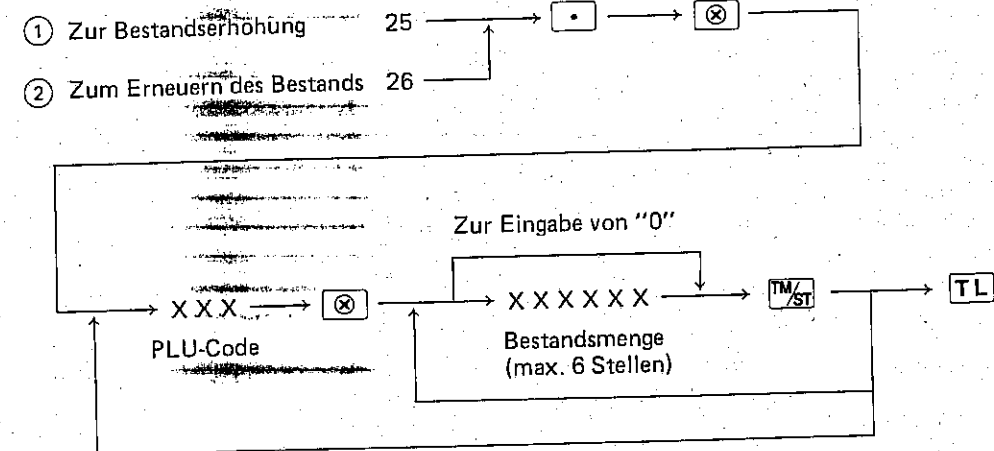 ① Zur Bestandserhöhung 25 → [•] → [⊗]
② Zum Erneuern des Bestands 26
Zur Eingabe von "0"
XXX → [⊗] → XXXXXX → [TM/ST] → [TL]
PLU-Code
Bestandsmenge
(max. 6 Stellen)